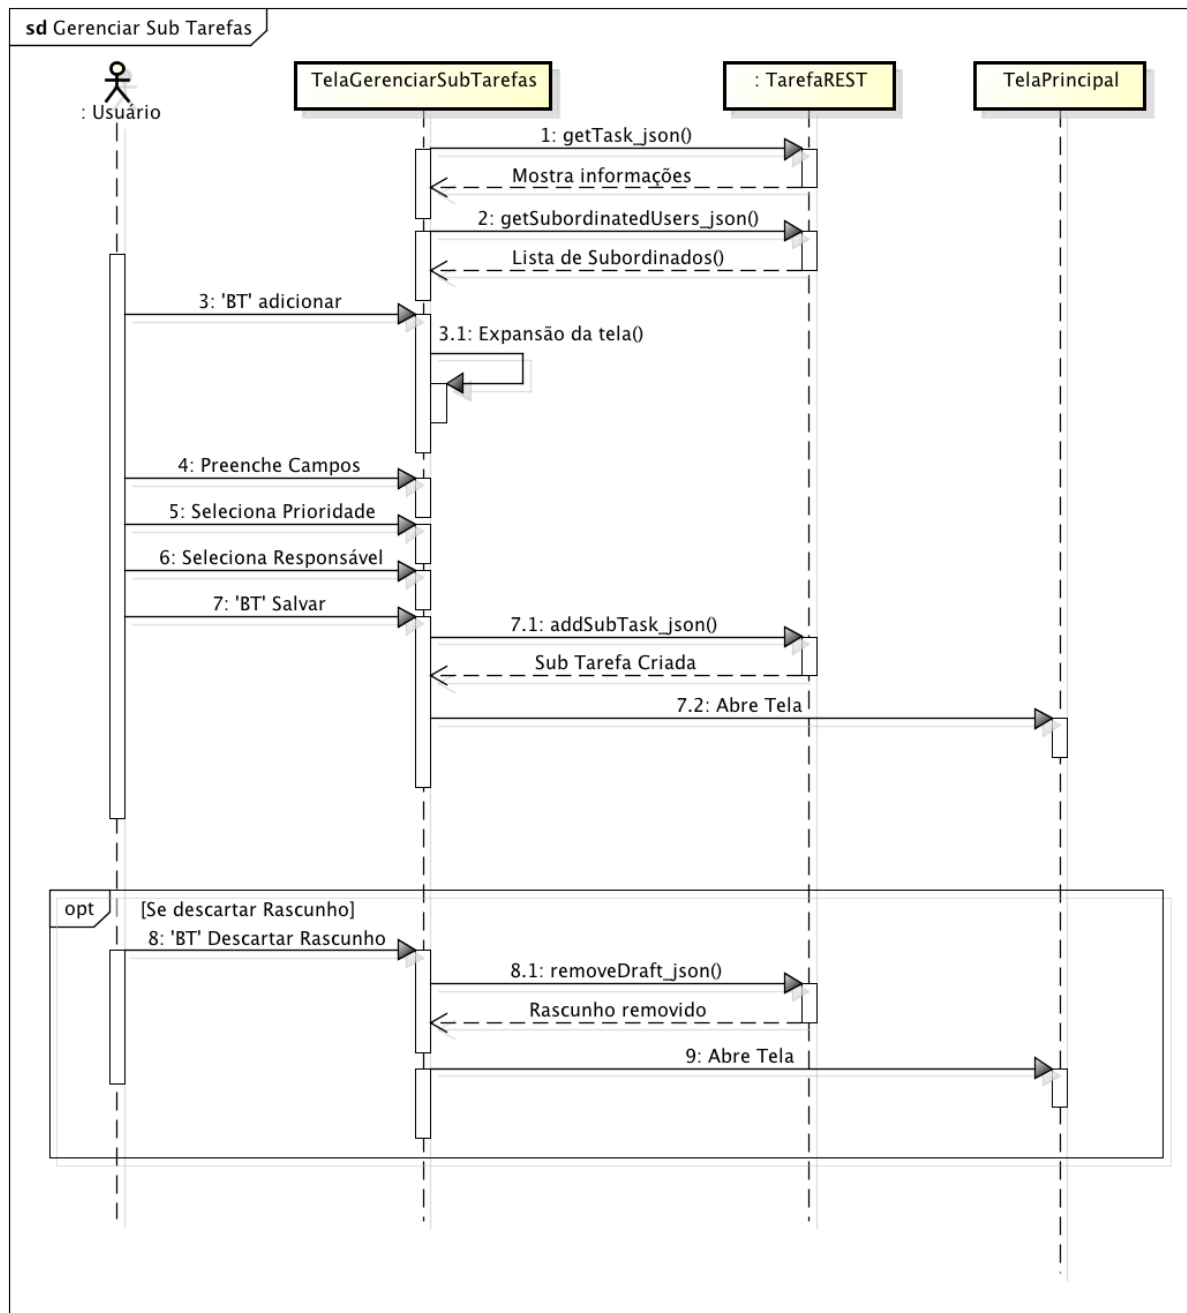 sd Gerenciar Sub Tarefas
: Usuário
TelaGerenciarSubTarefas
: TarefaREST
TelaPrincipal
1: getTask_json()
Mostra informações
2: getSubordinatedUsers_json()
Lista de Subordinados()
3: 'BT' adicionar
3.1: Expansão da tela()
4: Preenche Campos
5: Seleciona Prioridade
6: Seleciona Responsável
7: 'BT' Salvar
7.1: addSubTask_json()
Sub Tarefa Criada
7.2: Abre Tela
opt
[Se descartar Rascunho]
8: 'BT' Descartar Rascunho
8.1: removeDraft_json()
Rascunho removido
9: Abre Tela